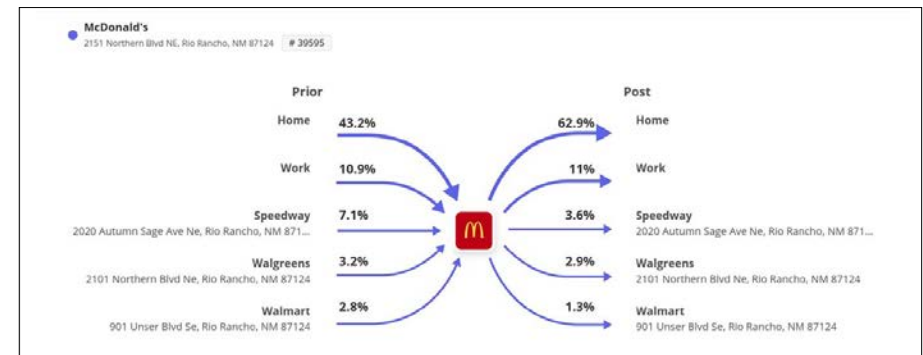 McDonald's
2151 Northern Blvd NE, Rio Rancho, NM 87124 # 39595
Prior Post
Home 43.2% 62.9% Home
Work 10.9% 11% Work
Speedway 7.1% 3.6% Speedway
2020 Autumn Sage Ave Ne, Rio Rancho, NM 871... 2020 Autumn Sage Ave Ne, Rio Rancho, NM 871...
Walgreens 3.2% 2.9% Walgreens
2101 Northern Blvd Ne, Rio Rancho, NM 87124 2101 Northern Blvd Ne, Rio Rancho, NM 87124
Walmart 2.8% 1.3% Walmart
901 Unser Blvd Se, Rio Rancho, NM 87124 901 Unser Blvd Se, Rio Rancho, NM 87124